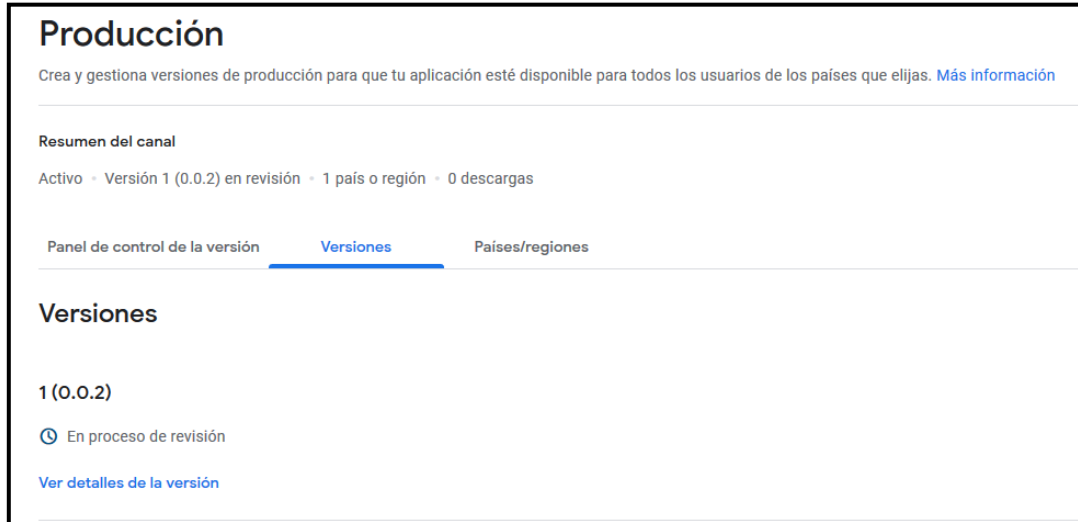 Producción
Crea y gestiona versiones de producción para que tu aplicación esté disponible para todos los usuarios de los países que elijas. Más información
Resumen del canal
Activo • Versión 1 (0.0.2) en revisión • 1 país o región • 0 descargas
Panel de control de la versión Versiones Países/regiones
Versiones
1 (0.0.2)
En proceso de revisión
Ver detalles de la versión